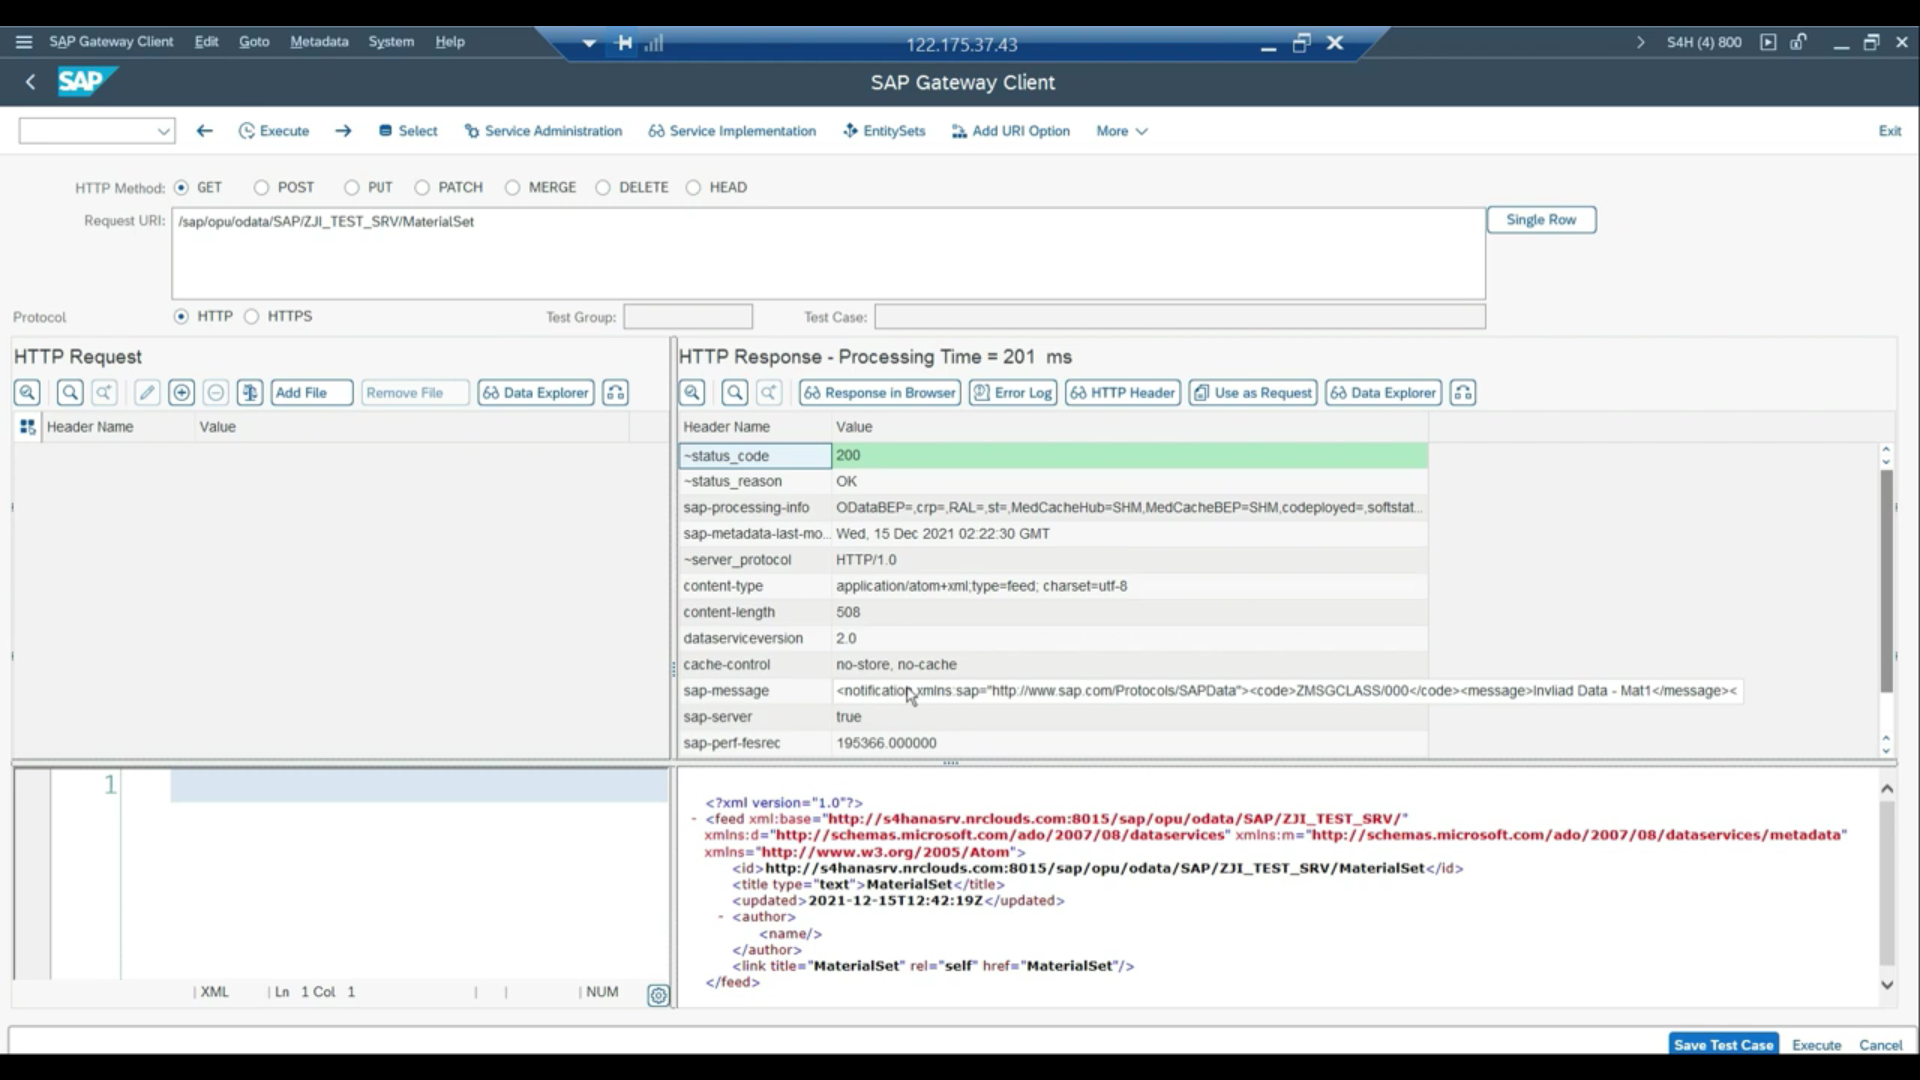 SAP Gateway Client Edit Goto Metadata System Help
122.175.37.43
S4H (4) 800
SAP
SAP Gateway Client
Execute Select Service Administration Service Implementation EntitySets Add URI Option More Exit
HTTP Method: GET POST PUT PATCH MERGE DELETE HEAD
Request URI: /sap/opu/odata/SAP/ZJI_TEST_SRV/MaterialSet
Single Row
Protocol HTTP HTTPS Test Group: Test Case:
HTTP Request
Add File Remove File Data Explorer
Header Name Value
HTTP Response - Processing Time = 201 ms
Response in Browser Error Log HTTP Header Use as Request Data Explorer
Header Name Value
~status_code 200
~status_reason OK
sap-processing-info ODataBEP=,crp=,RAL=,st=,MedCacheHub=SHM,MedCacheBEP=SHM,codeployed=,softstat...
sap-metadata-last-mo... Wed, 15 Dec 2021 02:22:30 GMT
~server_protocol HTTP/1.0
content-type application/atom+xml;type=feed; charset=utf-8
content-length 508
dataserviceversion 2.0
cache-control no-store, no-cache
sap-message <notification xmlns:sap="http://www.sap.com/Protocols/SAPData"><code>ZMSGCLASS/000</code><message>Invliad Data - Mat1</message><
sap-server true
sap-perf-fesrec 195366.000000
1
XML Ln 1 Col 1 NUM
<?xml version="1.0"?>
- <feed xml:base="http://s4hanasrv.nrclouds.com:8015/sap/opu/odata/SAP/ZJI_TEST_SRV/"
xmlns:d="http://schemas.microsoft.com/ado/2007/08/dataservices" xmlns:m="http://schemas.microsoft.com/ado/2007/08/dataservices/metadata"
xmlns="http://www.w3.org/2005/Atom">
<id>http://s4hanasrv.nrclouds.com:8015/sap/opu/odata/SAP/ZJI_TEST_SRV/MaterialSet</id>
<title type="text">MaterialSet</title>
<updated>2021-12-15T12:42:19Z</updated>
- <author>
<name/>
</author>
<link title="MaterialSet" rel="self" href="MaterialSet"/>
</feed>
Save Test Case Execute Cancel